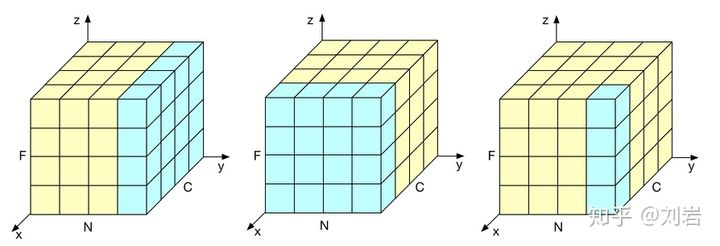 z z z
F F F
y y y
C C C
x N x N x N
知乎 @刘岩